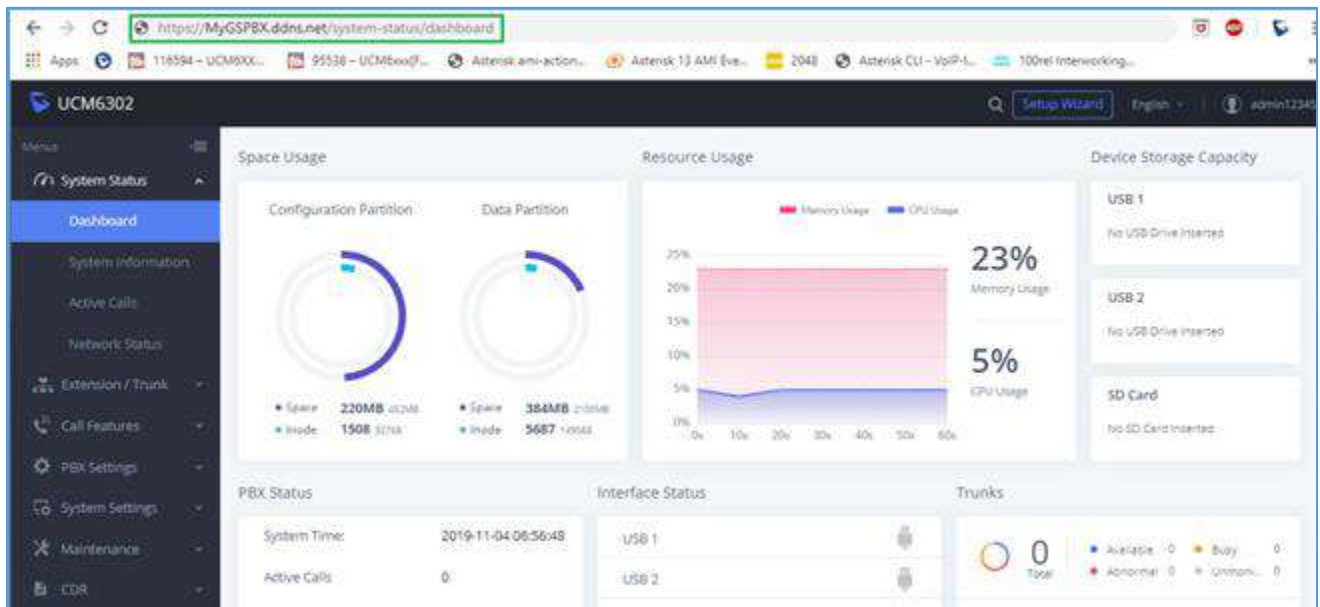 https://MyGSPBX.ddns.net/system-status/dashboard
Apps 116594 – UCM6XX... 95538 – UCM6xxx(F... Asterisk ami-action... Asterisk 13 AMI Eve... 2048 Asterisk CLI – VoIP-I... 100rel Interworking...
UCM6302 Setup Wizard English admin12345
Menus
System Status
Dashboard
System Information
Active Calls
Network Status
Extension / Trunk
Call Features
PBX Settings
System Settings
Maintenance
CDR
Space Usage
Configuration Partition Data Partition
Space 220MB Space 384MB
Inode 1508 Inode 5687
Resource Usage
Memory Usage CPU Usage
25%
20%
15%
10%
5%
0%
0s 10s 20s 30s 40s 50s 60s
23%
Memory Usage
5%
CPU Usage
Device Storage Capacity
USB 1
No USB Drive Inserted
USB 2
No USB Drive Inserted
SD Card
No SD Card Inserted
PBX Status
System Time: 2019-11-04 06:56:48
Active Calls 0
Interface Status
USB 1
USB 2
Trunks
0
Total
Available 0 Busy 0
Abnormal 0 Unmoni... 0